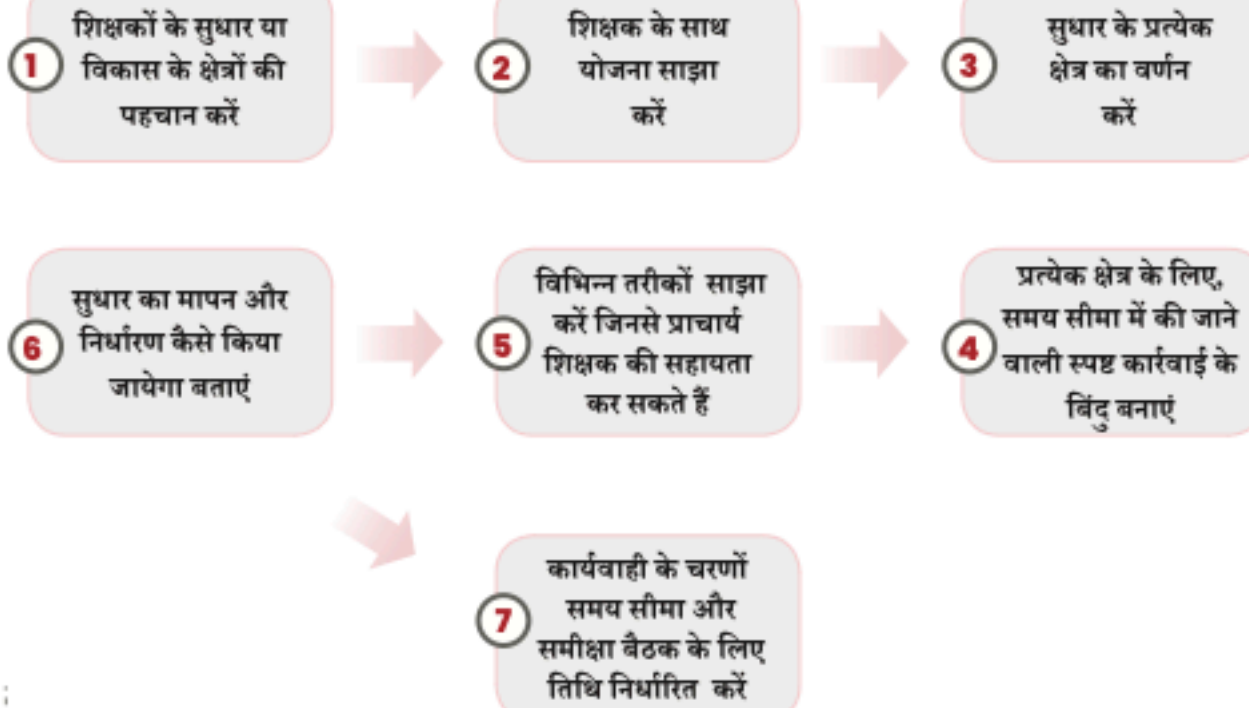 1
शिक्षकों के सुधार या
विकास के क्षेत्रों की
पहचान करें
2
शिक्षक के साथ
योजना साझा
करें
3
सुधार के प्रत्येक
क्षेत्र का वर्णन
करें
6
सुधार का मापन और
निर्धारण कैसे किया
जायेगा बताएं
5
विभिन्न तरीकों साझा
करें जिनसे प्राचार्य
शिक्षक की सहायता
कर सकते हैं
4
प्रत्येक क्षेत्र के लिए,
समय सीमा में की जाने
वाली स्पष्ट कार्रवाई के
बिंदु बनाएं
7
कार्यवाही के चरणों
समय सीमा और
समीक्षा बैठक के लिए
तिथि निर्धारित करें